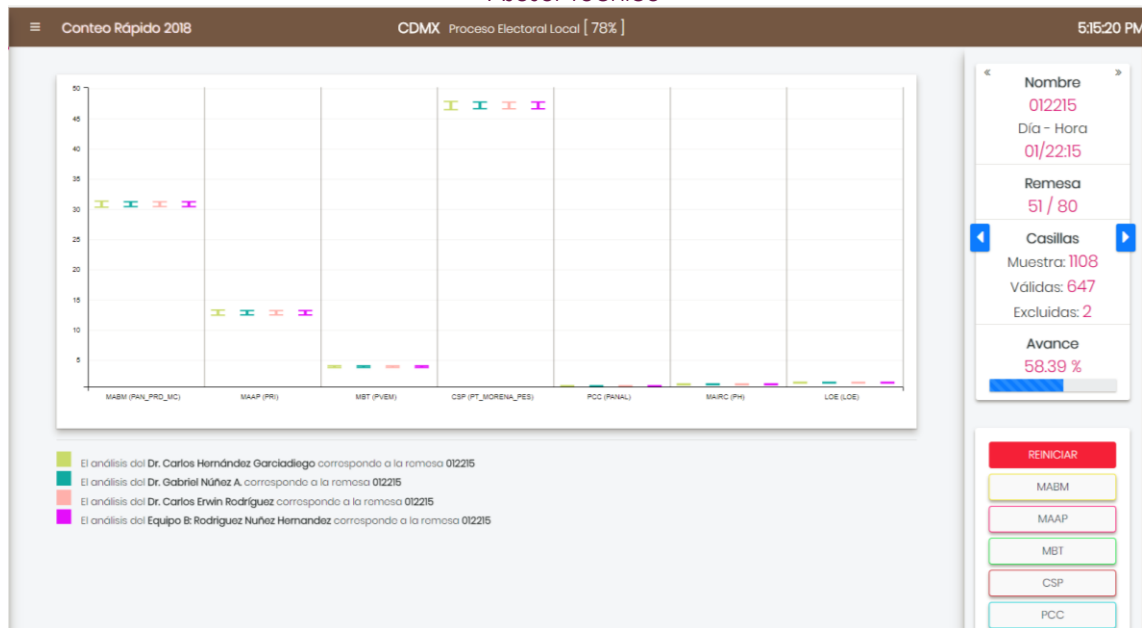 Asesor Técnico
Conteo Rápido 2018
CDMX Proceso Electoral Local [ 78% ]
5:15:20 PM
50
45
40
35
30
25
20
15
10
5
MABM (PAN_PRD_MC)
MAAP (PRI)
MBT (PVEM)
CSP (PT_MORENA_PES)
PCC (PANAL)
MAIRC (PH)
LOE (LOE)
El análisis del Dr. Carlos Hernández Garciadiego corresponde a la remesa 012215
El análisis del Dr. Gabriel Núñez A. corresponde a la remesa 012215
El análisis del Dr. Carlos Erwin Rodríguez corresponde a la remesa 012215
El análisis del Equipo B: Rodriguez Nuñez Hernandez corresponde a la remesa 012215
« Nombre »
012215
Día - Hora
01/22:15
Remesa
51 / 80
Casillas
Muestra: 1108
Válidas: 647
Excluidas: 2
Avance
58.39 %
REINICIAR
MABM
MAAP
MBT
CSP
PCC